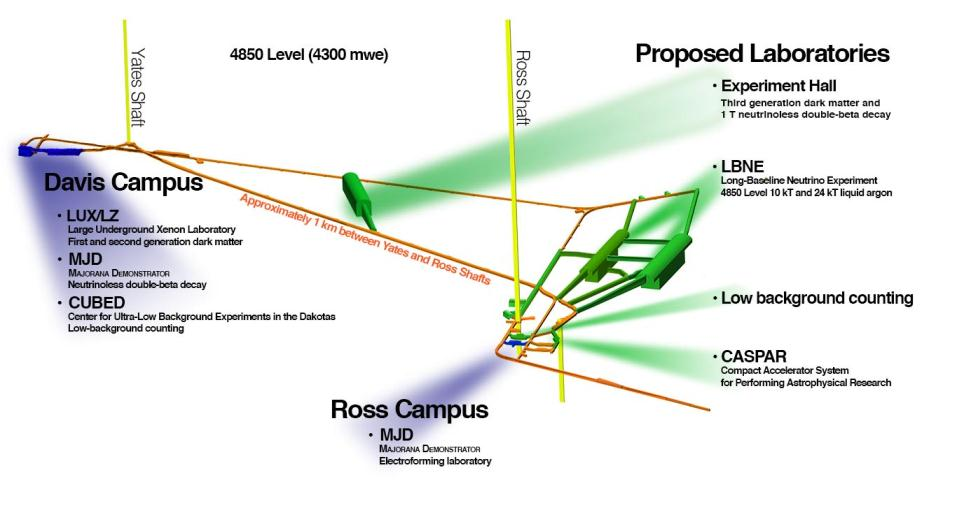 4850 Level (4300 mwe)
Yates Shaft
Ross Shaft
Proposed Laboratories
• Experiment Hall
Third generation dark matter and
1 T neutrinoless double-beta decay
• LBNE
Long-Baseline Neutrino Experiment
4850 Level 10 kT and 24 kT liquid argon
• Low background counting
• CASPAR
Compact Accelerator System
for Performing Astrophysical Research
Davis Campus
• LUX/LZ
Large Underground Xenon Laboratory
First and second generation dark matter
• MJD
MAJORANA DEMONSTRATOR
Neutrinoless double-beta decay
• CUBED
Center for Ultra-Low Background Experiments in the Dakotas
Low-background counting
Approximately 1 km between Yates and Ross Shafts
Ross Campus
• MJD
MAJORANA DEMONSTRATOR
Electroforming laboratory